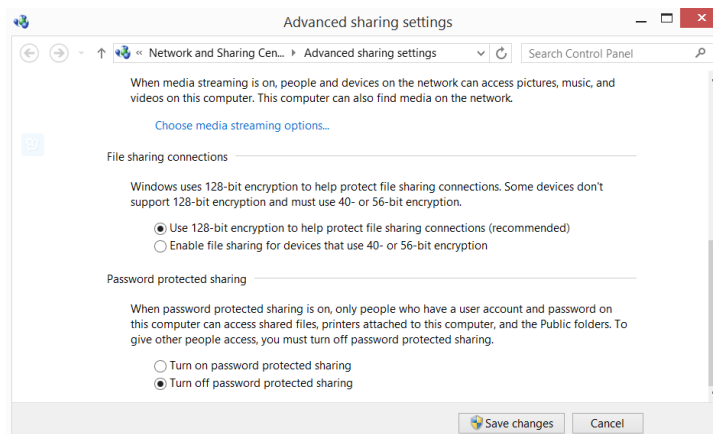 Advanced sharing settings
« Network and Sharing Cen... Advanced sharing settings Search Control Panel
When media streaming is on, people and devices on the network can access pictures, music, and
videos on this computer. This computer can also find media on the network.
Choose media streaming options...
File sharing connections
Windows uses 128-bit encryption to help protect file sharing connections. Some devices don't
support 128-bit encryption and must use 40- or 56-bit encryption.
Use 128-bit encryption to help protect file sharing connections (recommended)
Enable file sharing for devices that use 40- or 56-bit encryption
Password protected sharing
When password protected sharing is on, only people who have a user account and password on
this computer can access shared files, printers attached to this computer, and the Public folders. To
give other people access, you must turn off password protected sharing.
Turn on password protected sharing
Turn off password protected sharing
Save changes Cancel